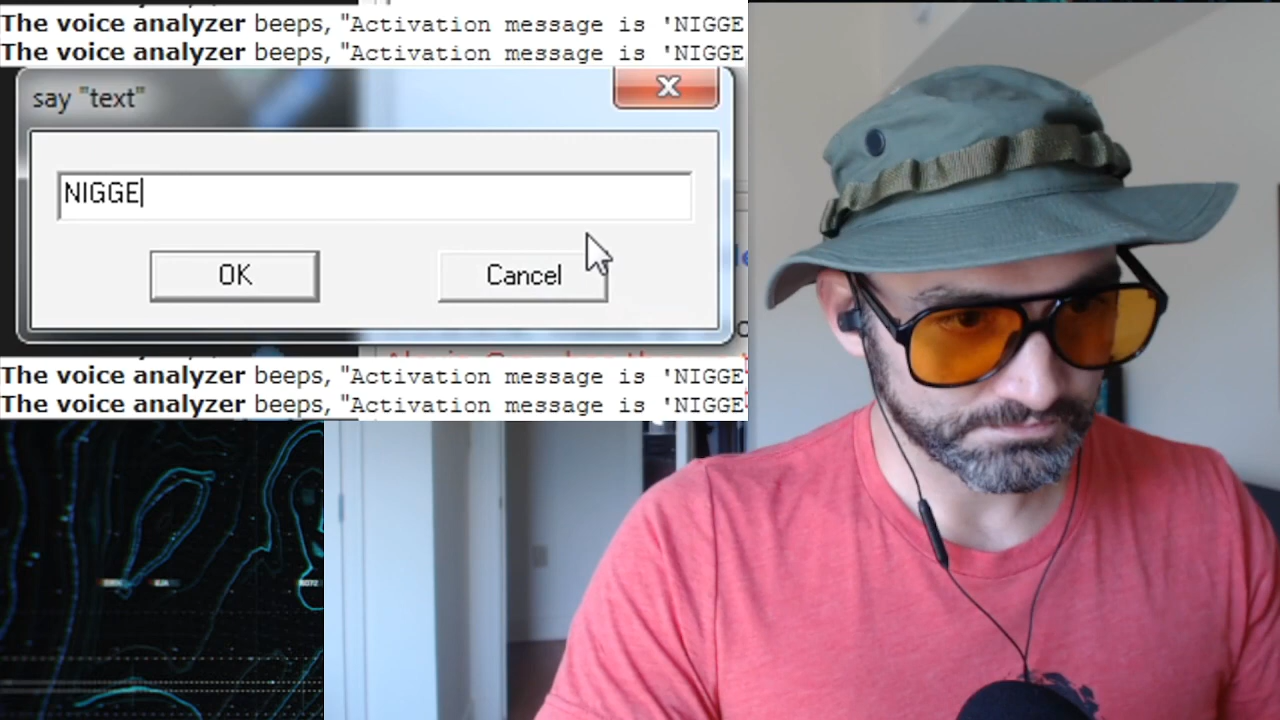 The voice analyzer beeps, "Activation message is 'NIGGE
The voice analyzer beeps, "Activation message is 'NIGGE
say "text"
NIGGE
OK
Cancel
The voice analyzer beeps, "Activation message is 'NIGGE
The voice analyzer beeps, "Activation message is 'NIGGE